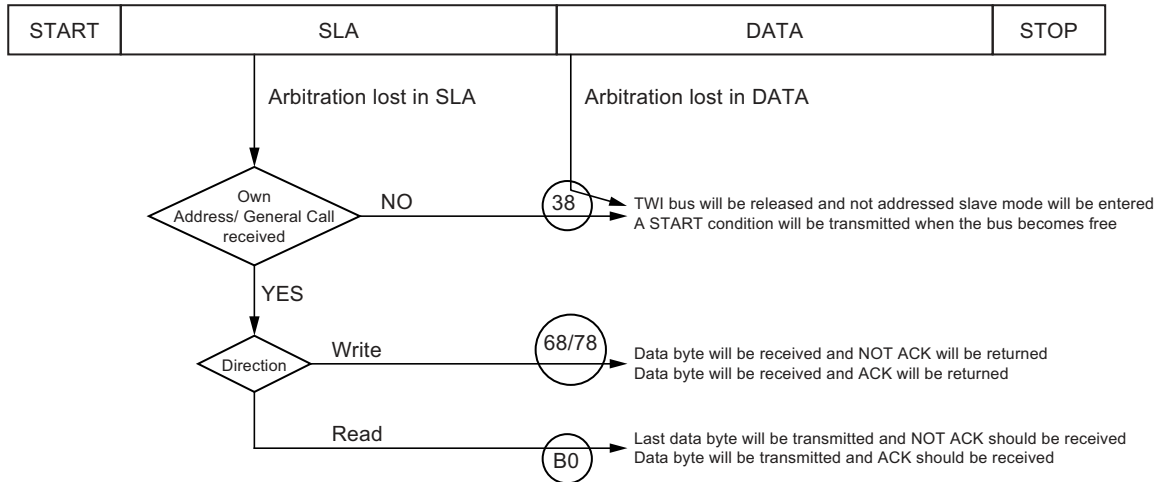 START SLA DATA STOP
Arbitration lost in SLA Arbitration lost in DATA
Own
Address/ General Call
received
NO
38
TWI bus will be released and not addressed slave mode will be entered
A START condition will be transmitted when the bus becomes free
YES
Direction
Write
68/78
Data byte will be received and NOT ACK will be returned
Data byte will be received and ACK will be returned
Read
B0
Last data byte will be transmitted and NOT ACK should be received
Data byte will be transmitted and ACK should be received